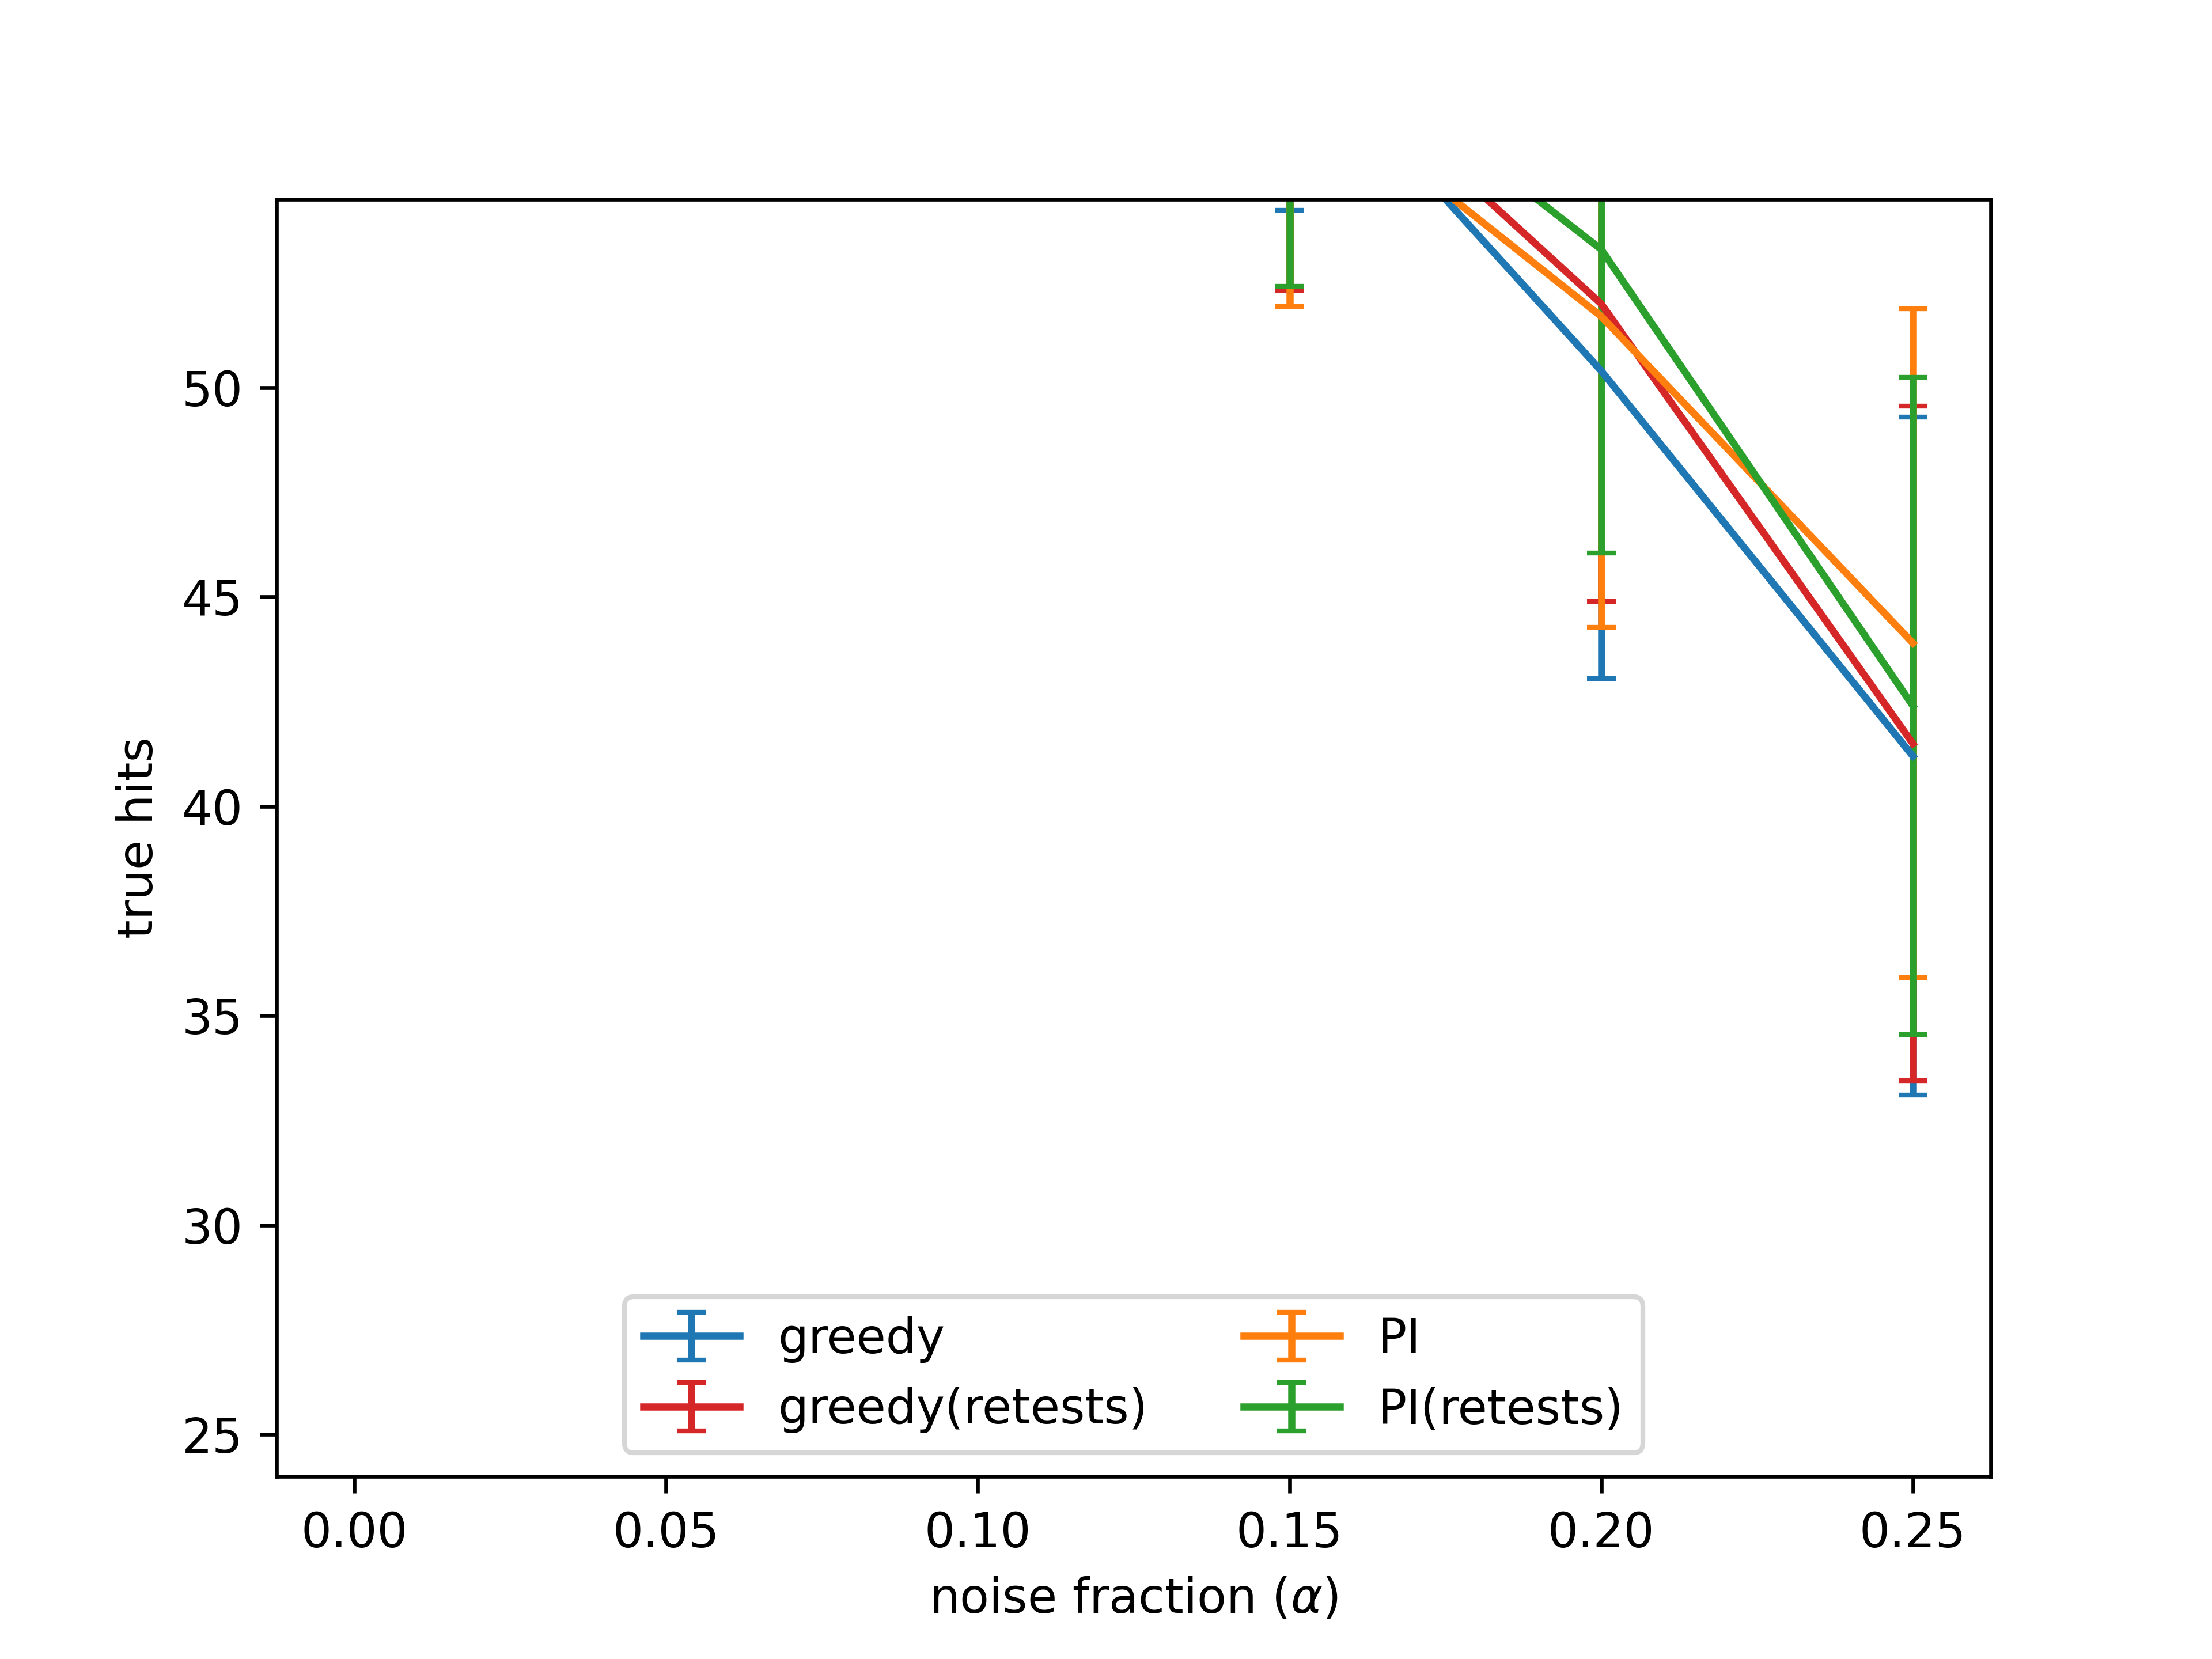 50
45
40
35
30
25
true hits
greedy
greedy(retests)
PI
PI(retests)
0.00 0.05 0.10 0.15 0.20 0.25
noise fraction (α)